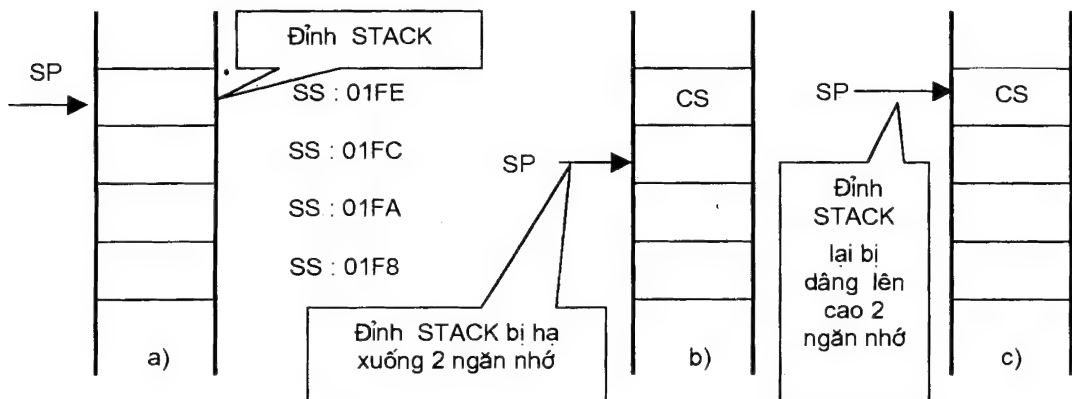 Đỉnh STACK
SP
SS : 01FE
SS : 01FC
SS : 01FA
SS : 01F8
a)
SP
CS
Đỉnh STACK bị hạ
xuống 2 ngăn nhớ
b)
SP
CS
Đỉnh
STACK
lại bị
dâng lên
cao 2
ngăn nhớ
c)